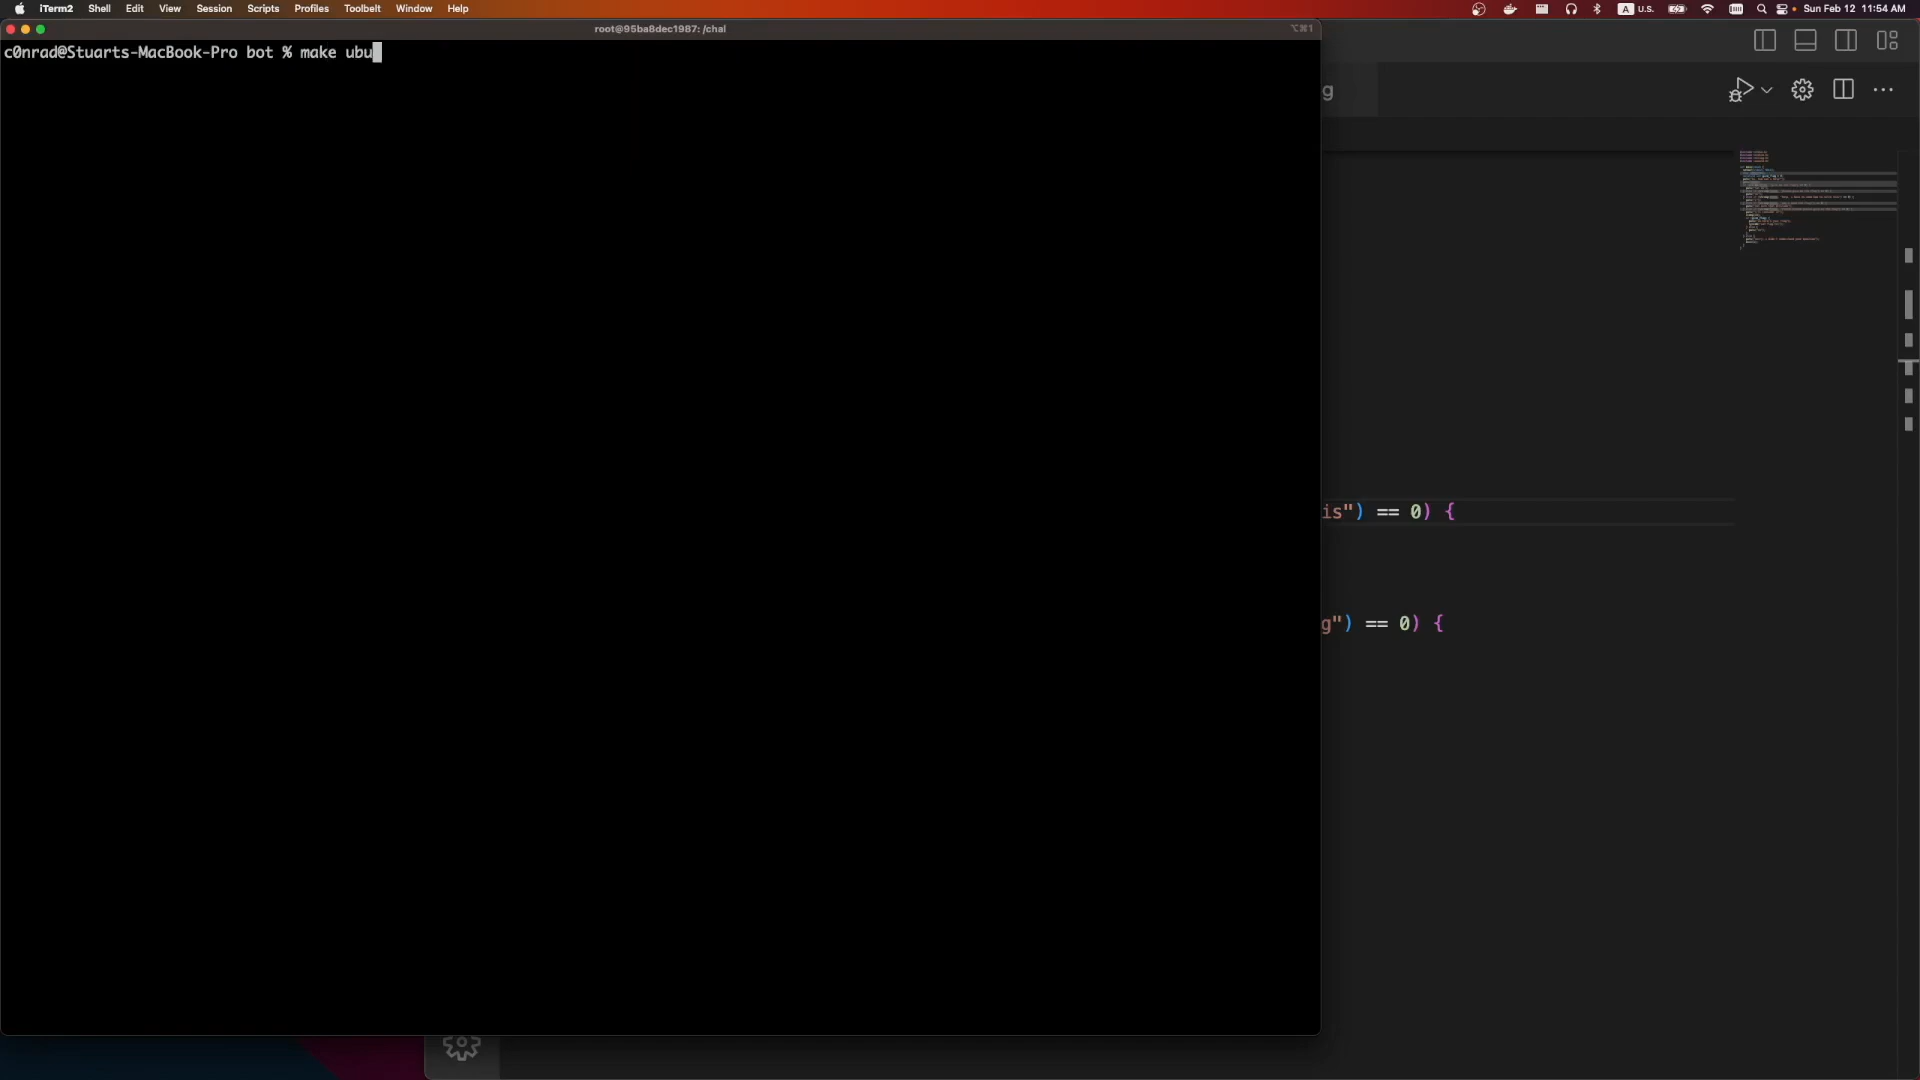 iTerm2 Shell Edit View Session Scripts Profiles Toolbelt Window Help
A U.S. Sun Feb 12 11:54 AM
root@95ba8dec1987: /chal ⌥⌘1
c0nrad@Stuarts-MacBook-Pro bot % make ubu
g
is") == 0) {
g") == 0) {